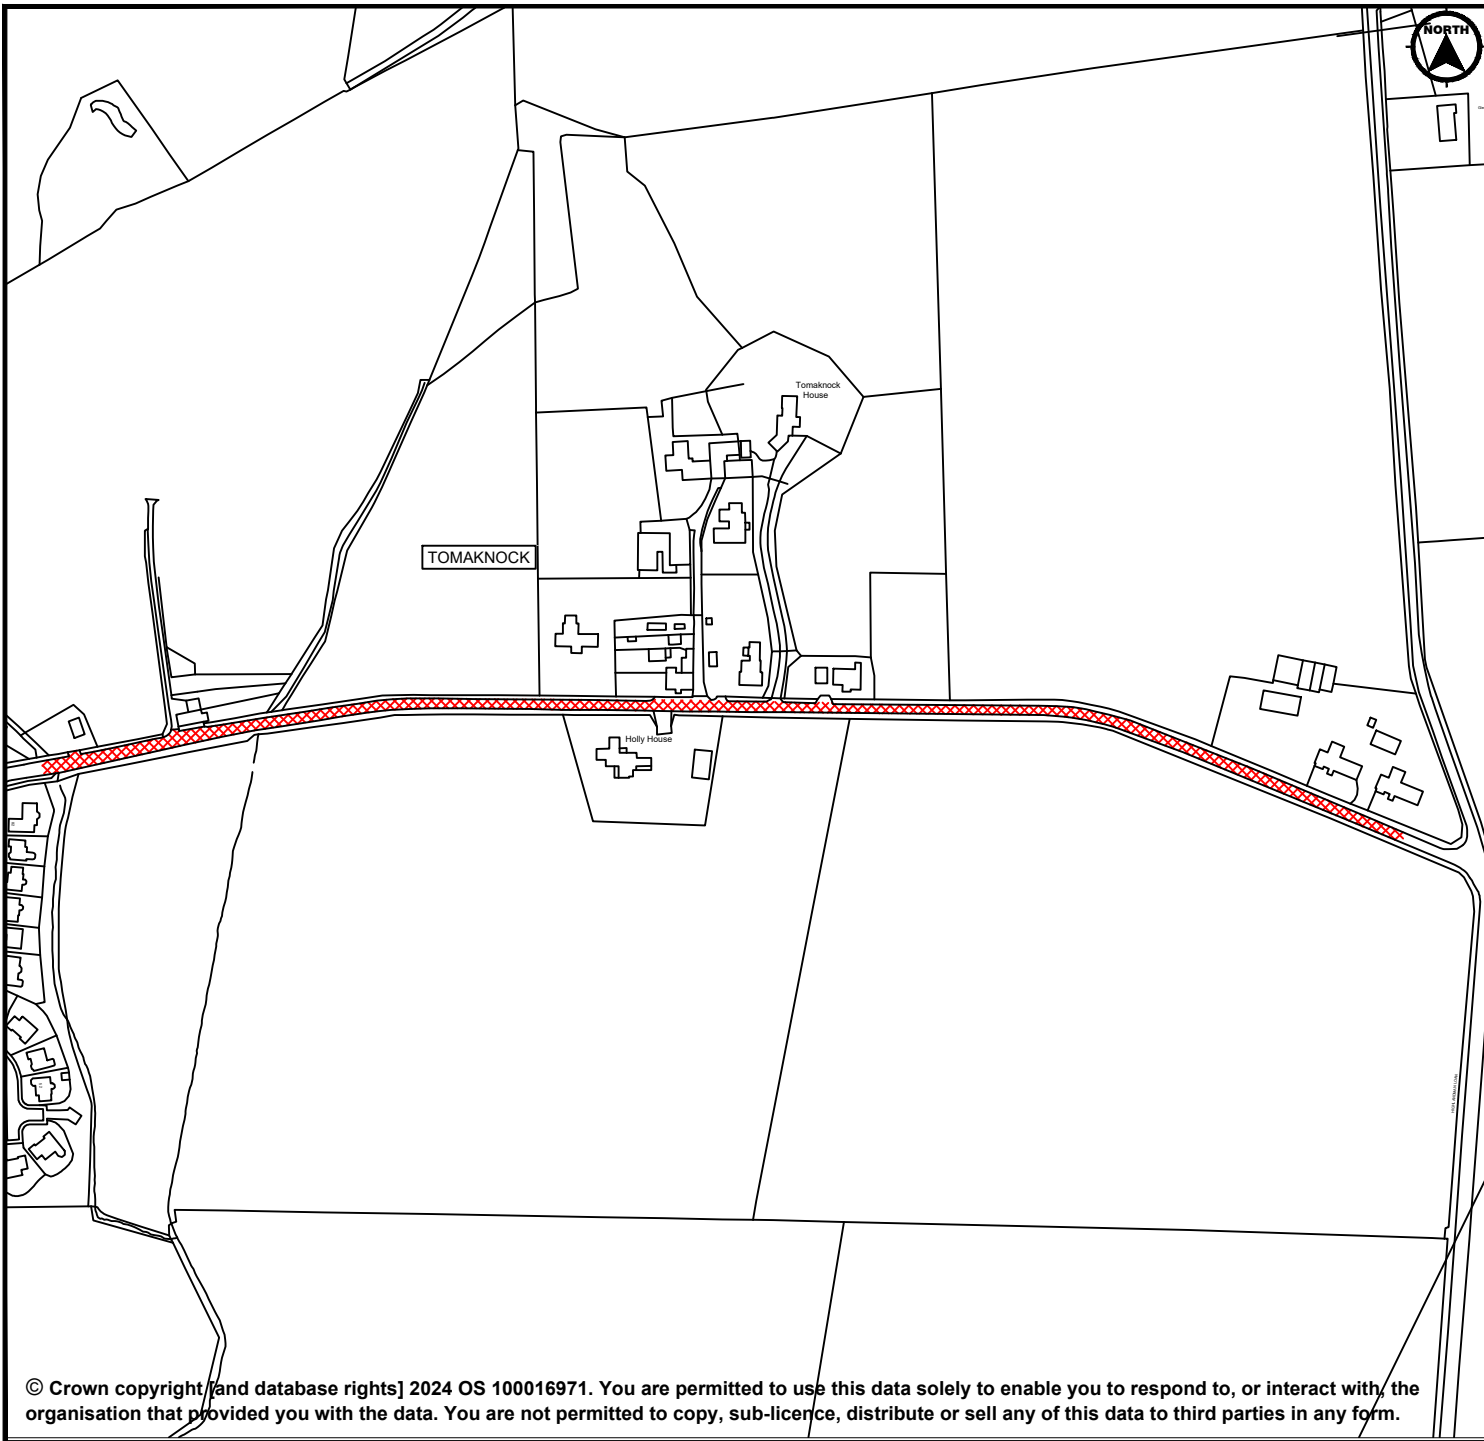 NORTH
Tomaknock
House
TOMAKNOCK
Holly House
© Crown copyright [and database rights] 2024 OS 100016971. You are permitted to use this data solely to enable you to respond to, or interact with, the
organisation that provided you with the data. You are not permitted to copy, sub-licence, distribute or sell any of this data to third parties in any form.